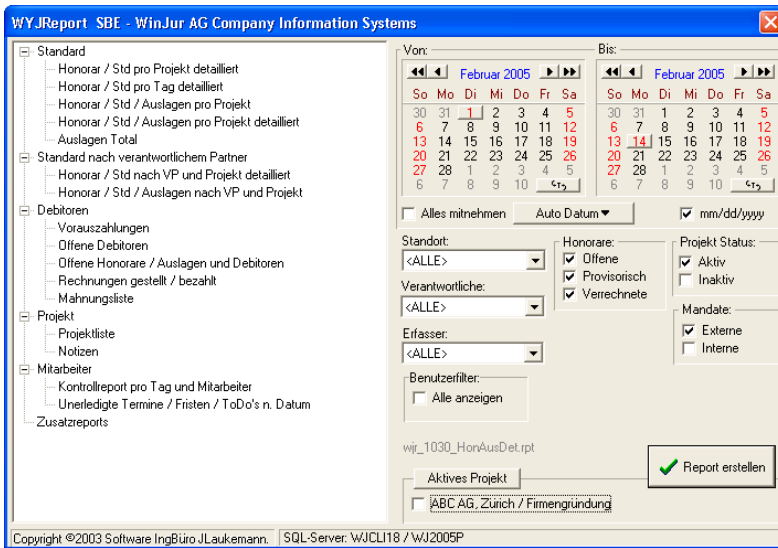 WYJReport SBE - WinJur AG Company Information Systems
Standard
Honorar / Std pro Projekt detailliert
Honorar / Std pro Tag detailliert
Honorar / Std / Auslagen pro Projekt
Honorar / Std / Auslagen pro Projekt detailliert
Auslagen Total
Standard nach verantwortlichem Partner
Honorar / Std nach VP und Projekt detailliert
Honorar / Std / Auslagen nach VP und Projekt
Debitoren
Vorauszahlungen
Offene Debitoren
Offene Honorare / Auslagen und Debitoren
Rechnungen gestellt / bezahlt
Mahnungsliste
Projekt
Projektliste
Notizen
Mitarbeiter
Kontrollreport pro Tag und Mitarbeiter
Unerledigte Termine / Fristen / ToDo's n. Datum
Zusatzreports
Von:
Februar 2005
So Mo Di Mi Do Fr Sa
30 31 1 2 3 4 5
6 7 8 9 10 11 12
13 14 15 16 17 18 19
20 21 22 23 24 25 26
27 28 1 2 3 4 5
6 7 8 9 10
Bis:
Februar 2005
So Mo Di Mi Do Fr Sa
30 31 1 2 3 4 5
6 7 8 9 10 11 12
13 14 15 16 17 18 19
20 21 22 23 24 25 26
27 28 1 2 3 4 5
6 7 8 9 10
Alles mitnehmen
Auto Datum
mm/dd/yyyy
Standort:
<ALLE>
Verantwortliche:
<ALLE>
Erfasser:
<ALLE>
Honorare:
Offene
Provisorisch
Verrechnete
Projekt Status:
Aktiv
Inaktiv
Mandate:
Externe
Interne
Benutzerfilter:
Alle anzeigen
wjr_1030_HonAusDet.rpt
Report erstellen
Aktives Projekt
ABC AG, Zürich / Firmengründung
Copyright ©2003 Software IngBüro JLaukemann.
SQL-Server: WJCLI18 / WJ2005P